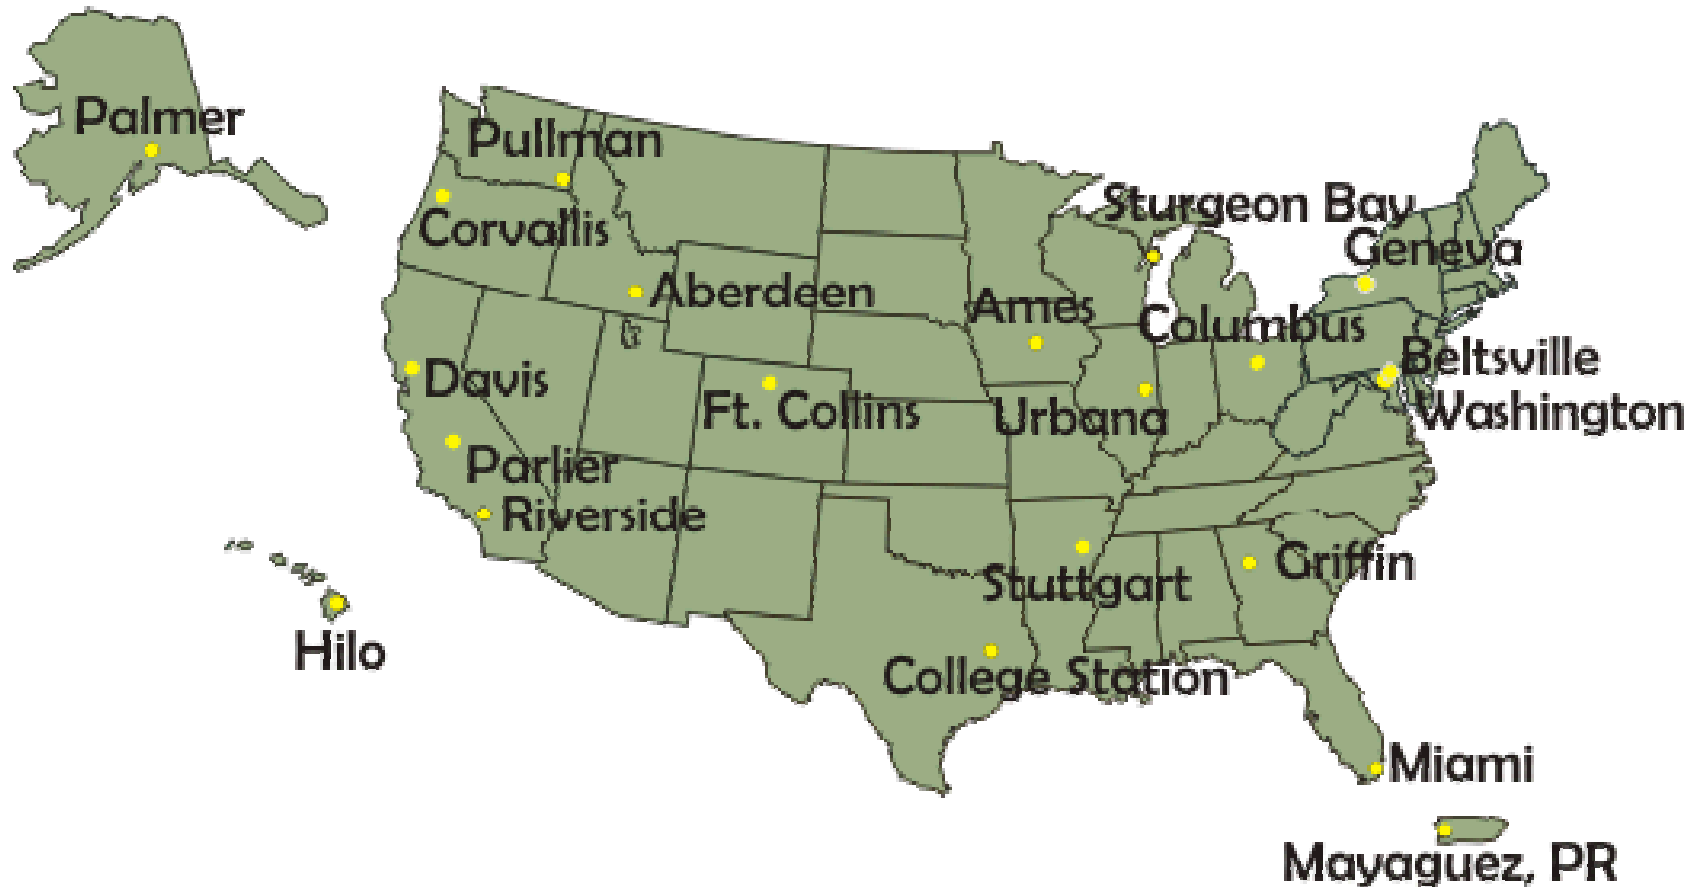 Palmer
Pullman
Sturgeon Bay
Corvallis
Geneva
Aberdeen
Ames
Columbus
Beltsville
Davis
Ft. Collins
Urbana
Washington
Parlier
Riverside
Griffin
Stuttgart
Hilo
College Station
Miami
Mayaguez, PR